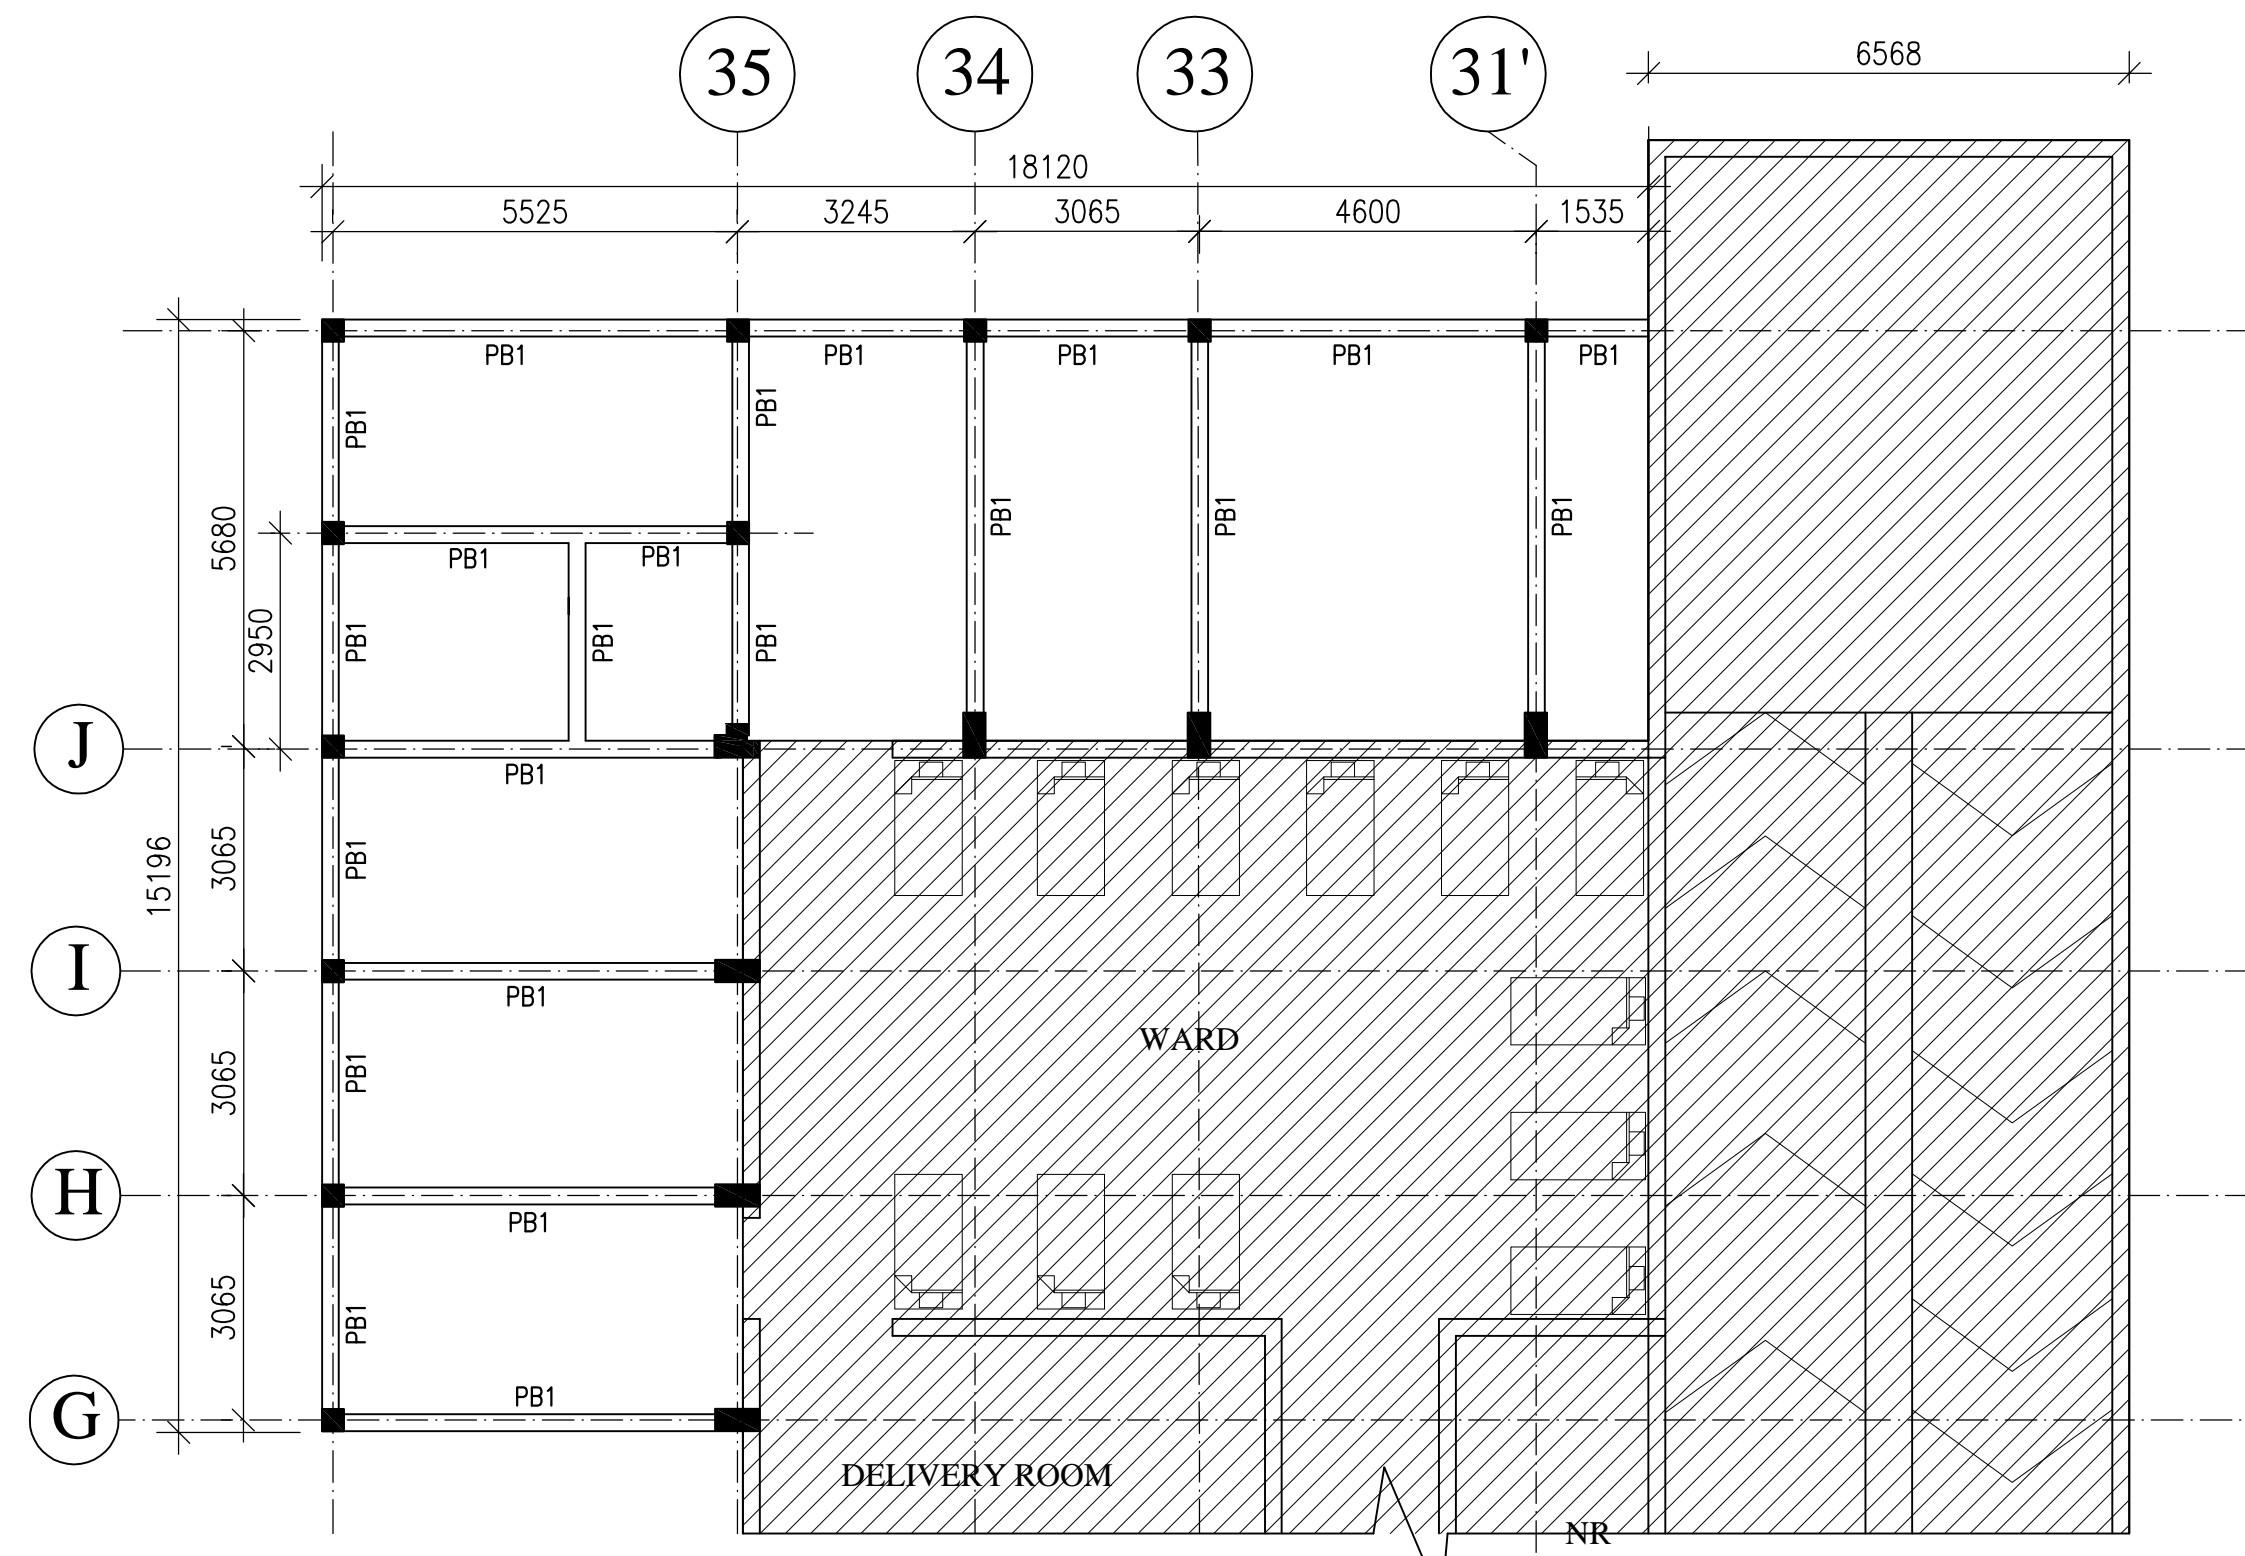 35 34 33 31' 6568
18120
5525 3245 3065 4600 1535
PB1 PB1 PB1 PB1 PB1
PB1 PB1
PB1 PB1 PB1
5680
PB1 PB1
2950 PB1 PB1 PB1
J
PB1
15196 3065 PB1
I
PB1
WARD
3065 PB1
H
PB1
3065 PB1
PB1
G
DELIVERY ROOM
NR